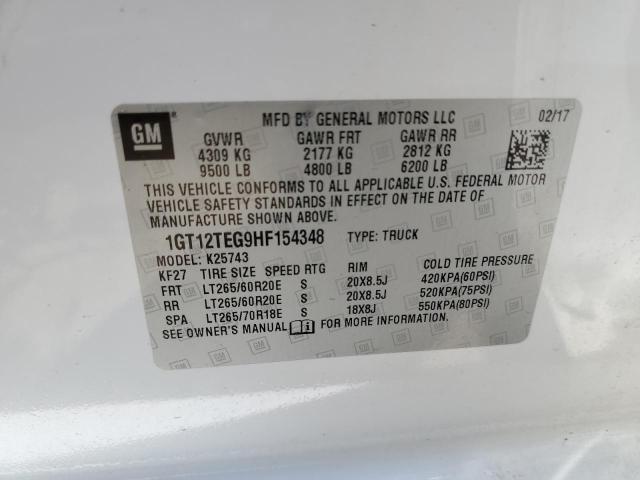 GM
MFD BY GENERAL MOTORS LLC 02/17
GVWR GAWR FRT GAWR RR
4309 KG 2177 KG 2812 KG
9500 LB 4800 LB 6200 LB
THIS VEHICLE CONFORMS TO ALL APPLICABLE U.S. FEDERAL MOTOR
VEHICLE SAFETY STANDARDS IN EFFECT ON THE DATE OF
MANUFACTURE SHOWN ABOVE.
1GT12TEG9HF154348 TYPE: TRUCK
MODEL: K25743
KF27 TIRE SIZE SPEED RTG RIM COLD TIRE PRESSURE
FRT LT265/60R20E S 20X8.5J 420KPA(60PSI)
RR LT265/60R20E S 20X8.5J 520KPA(75PSI)
SPA LT265/70R18E S 18X8J 550KPA(80PSI)
SEE OWNER'S MANUAL FOR MORE INFORMATION.